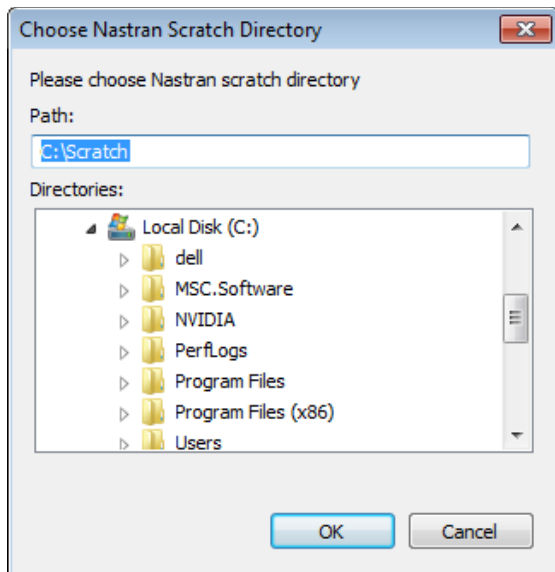 Choose Nastran Scratch Directory
Please choose Nastran scratch directory
Path:
C:\Scratch
Directories:
Local Disk (C:)
dell
MSC.Software
NVIDIA
PerfLogs
Program Files
Program Files (x86)
Users
OK Cancel